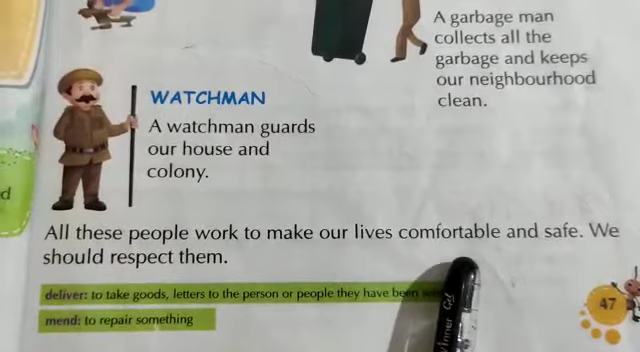 A garbage man
collects all the
garbage and keeps
our neighbourhood
clean.
WATCHMAN
A watchman guards
our house and
colony.
All these people work to make our lives comfortable and safe. We
should respect them.
deliver: to take goods, letters to the person or people they have been
mend: to repair something
47
d